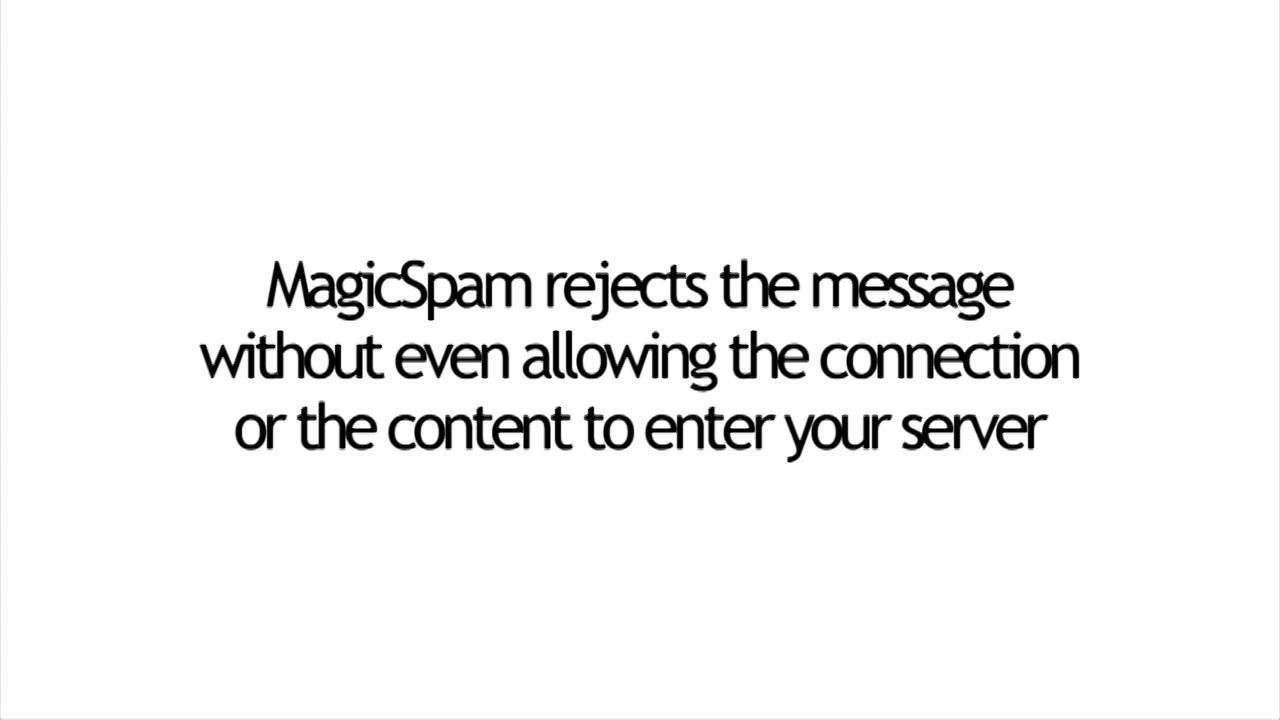 MagicSpam rejects the message
without even allowing the connection
or the content to enter your server